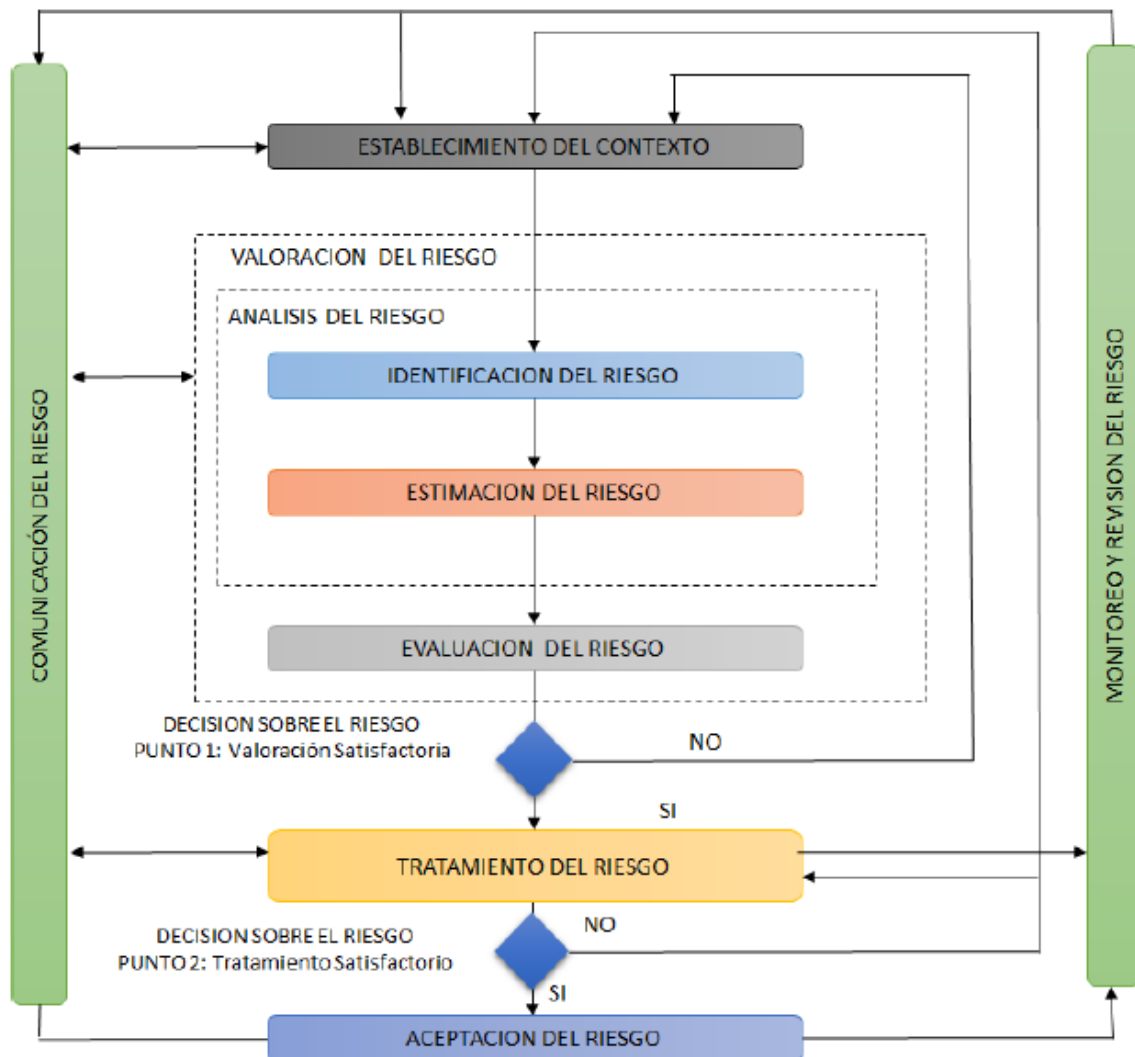 ESTABLECIMIENTO DEL CONTEXTO
VALORACION DEL RIESGO
ANALISIS DEL RIESGO
IDENTIFICACION DEL RIESGO
ESTIMACION DEL RIESGO
EVALUACION DEL RIESGO
DECISION SOBRE EL RIESGO
PUNTO 1: Valoración Satisfactoria
NO
SI
TRATAMIENTO DEL RIESGO
DECISION SOBRE EL RIESGO
PUNTO 2: Tratamiento Satisfactorio
NO
SI
ACEPTACION DEL RIESGO
COMUNICACIÓN DEL RIESGO
MONITOREO Y REVISION DEL RIESGO